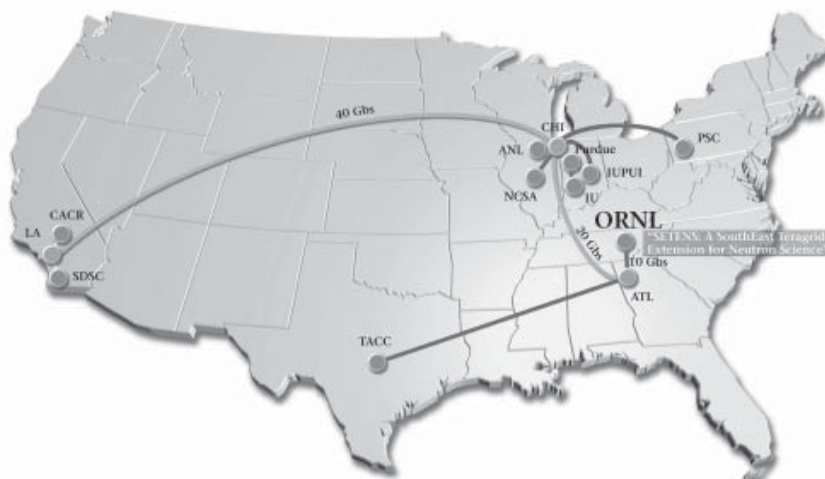 40 Gbs
CHI
ANL
Purdue
PSC
IUPUI
NCSA
IU
CACR
LA
SDSC
ORNL
"SETENS: A SouthEast Teragrid
Extension for Neutron Science"
20 Gbs
10 Gbs
ATL
TACC